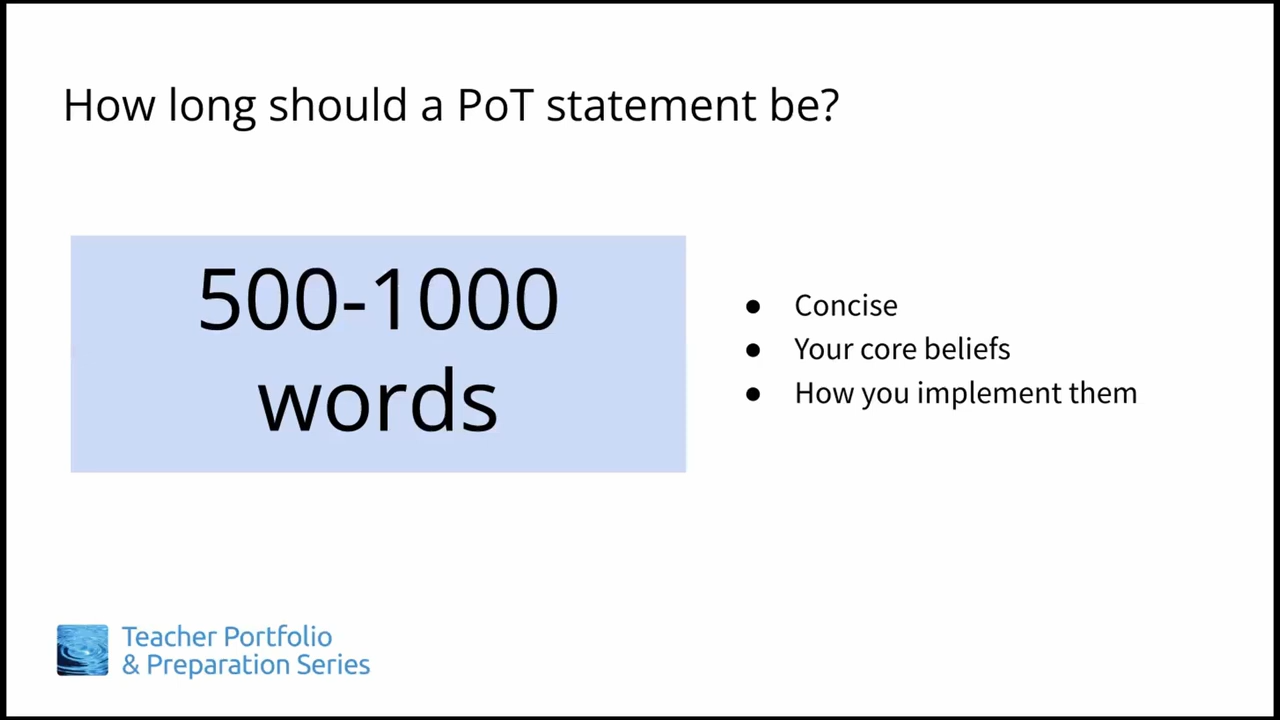 How long should a PoT statement be?
500-1000
words
● Concise
● Your core beliefs
● How you implement them
Teacher Portfolio
& Preparation Series